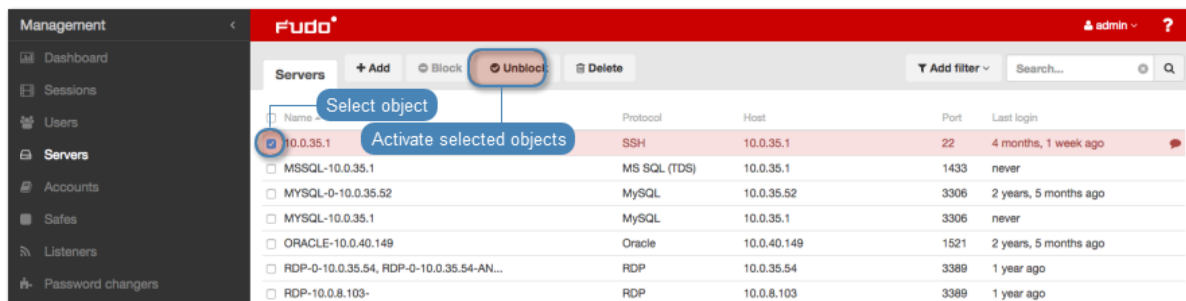 Management
Dashboard
Sessions
Users
Servers
Accounts
Safes
Listeners
Password changers
FUDO
admin
?
Servers
+ Add
Block
Unblock
Delete
Add filter
Search...
Select object
Activate selected objects
Name Protocol Host Port Last login
10.0.35.1 SSH 10.0.35.1 22 4 months, 1 week ago
MSSQL-10.0.35.1 MS SQL (TDS) 10.0.35.1 1433 never
MYSQL-0-10.0.35.52 MySQL 10.0.35.52 3306 2 years, 5 months ago
MYSQL-10.0.35.1 MySQL 10.0.35.1 3306 never
ORACLE-10.0.40.149 Oracle 10.0.40.149 1521 2 years, 5 months ago
RDP-0-10.0.35.54, RDP-0-10.0.35.54-AN... RDP 10.0.35.54 3389 1 year ago
RDP-10.0.8.103- RDP 10.0.8.103 3389 1 year ago